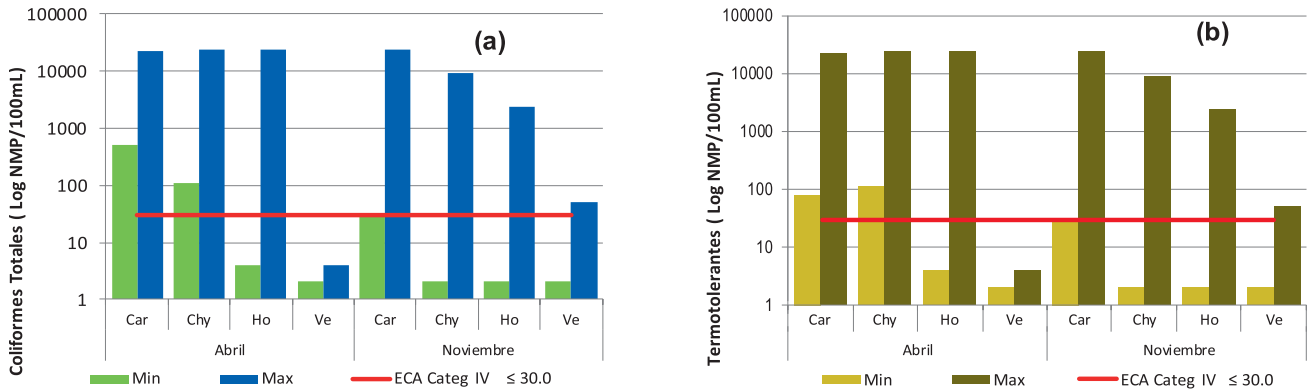 (a)
Coliformes Totales ( Log NMP/100mL)
100000
10000
1000
100
10
1
Car Chy Ho Ve Car Chy Ho Ve
Abril Noviembre
Min Max ECA Categ IV ≤ 30.0
(b)
Termotolerantes ( Log NMP/100mL)
100000
10000
1000
100
10
1
Car Chy Ho Ve Car Chy Ho Ve
Abril Noviembre
Min Max ECA Categ IV ≤ 30.0